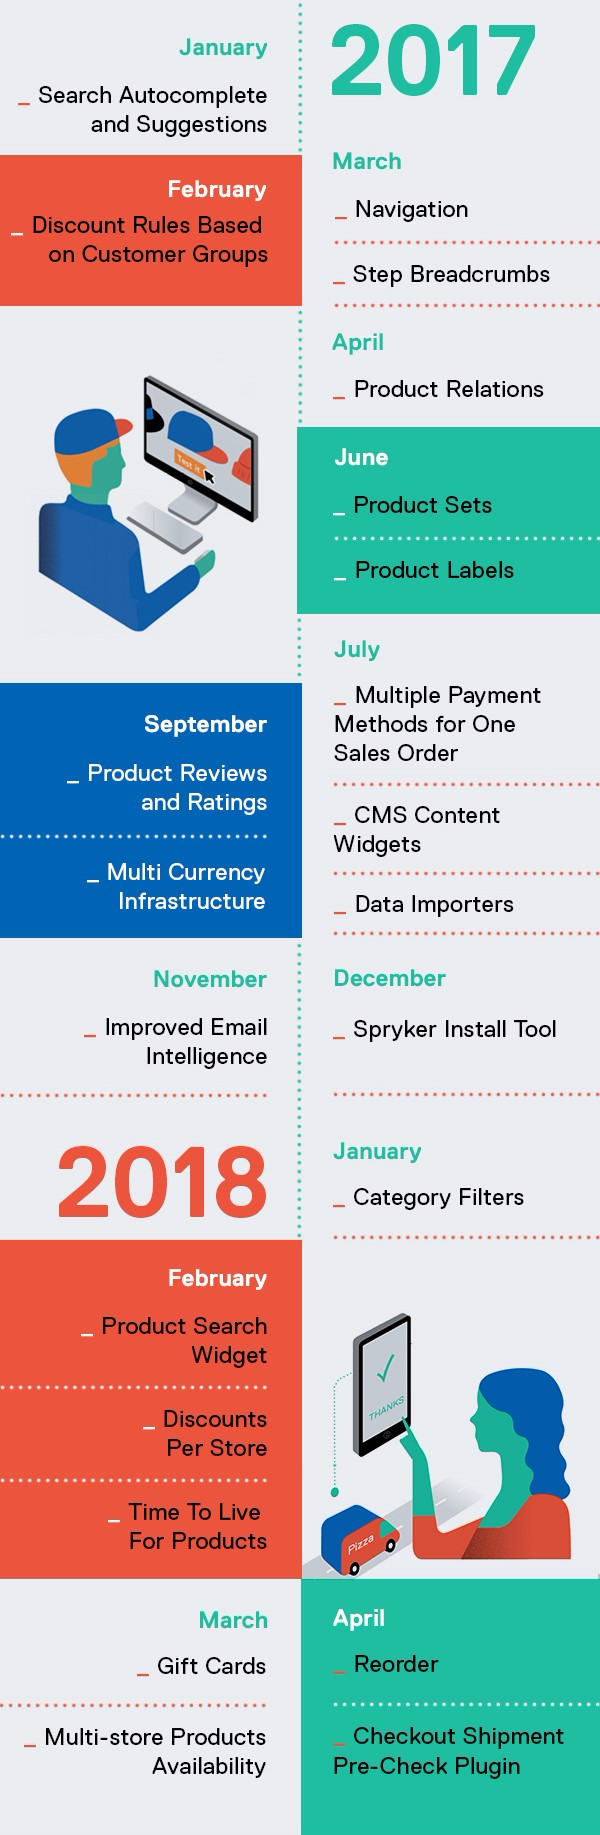 2017
January
_ Search Autocomplete
and Suggestions
February
_ Discount Rules Based
on Customer Groups
March
_ Navigation
_ Step Breadcrumbs
April
_ Product Relations
Test it
June
_ Product Sets
_ Product Labels
July
_ Multiple Payment
Methods for One
Sales Order
_ CMS Content
Widgets
_ Data Importers
September
_ Product Reviews
and Ratings
_ Multi Currency
Infrastructure
November
_ Improved Email
Intelligence
December
_ Spryker Install Tool
2018
January
_ Category Filters
February
_ Product Search
Widget
_ Discounts
Per Store
_ Time To Live
For Products
THANKS
Pizza
March
_ Gift Cards
_ Multi-store Products
Availability
April
_ Reorder
_ Checkout Shipment
Pre-Check Plugin